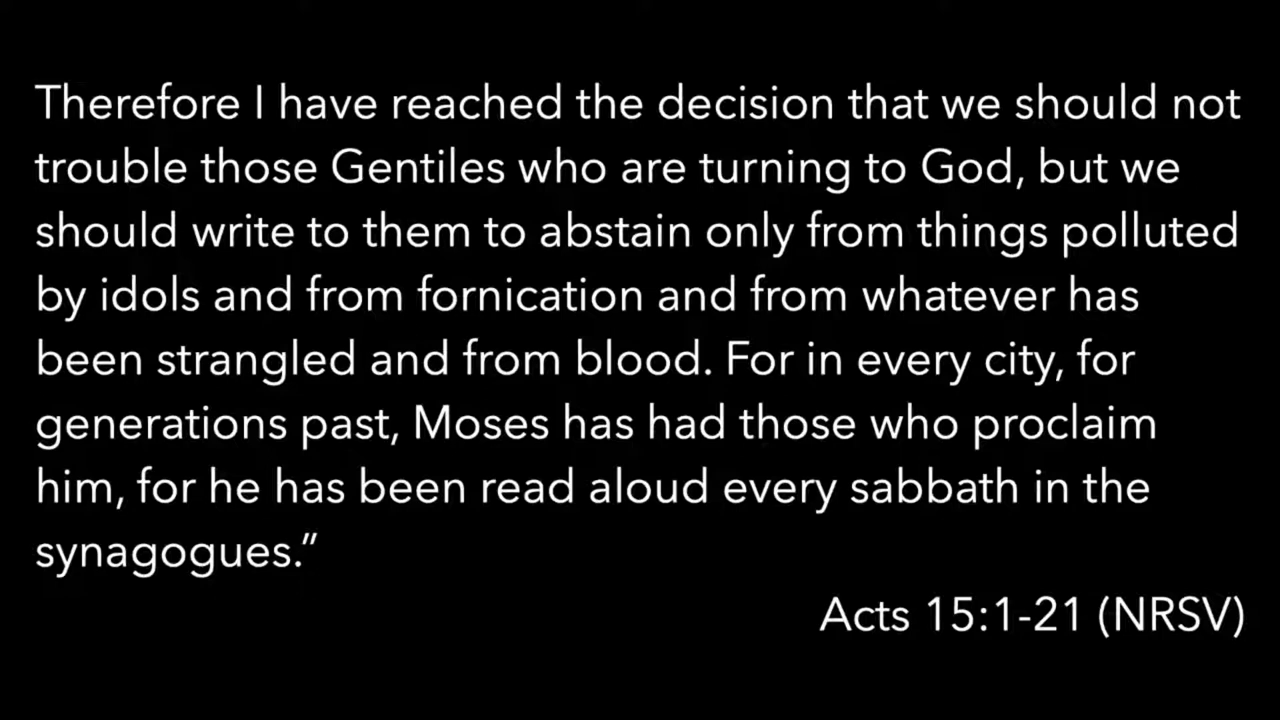 Therefore I have reached the decision that we should not
trouble those Gentiles who are turning to God, but we
should write to them to abstain only from things polluted
by idols and from fornication and from whatever has
been strangled and from blood. For in every city, for
generations past, Moses has had those who proclaim
him, for he has been read aloud every sabbath in the
synagogues.”
Acts 15:1-21 (NRSV)